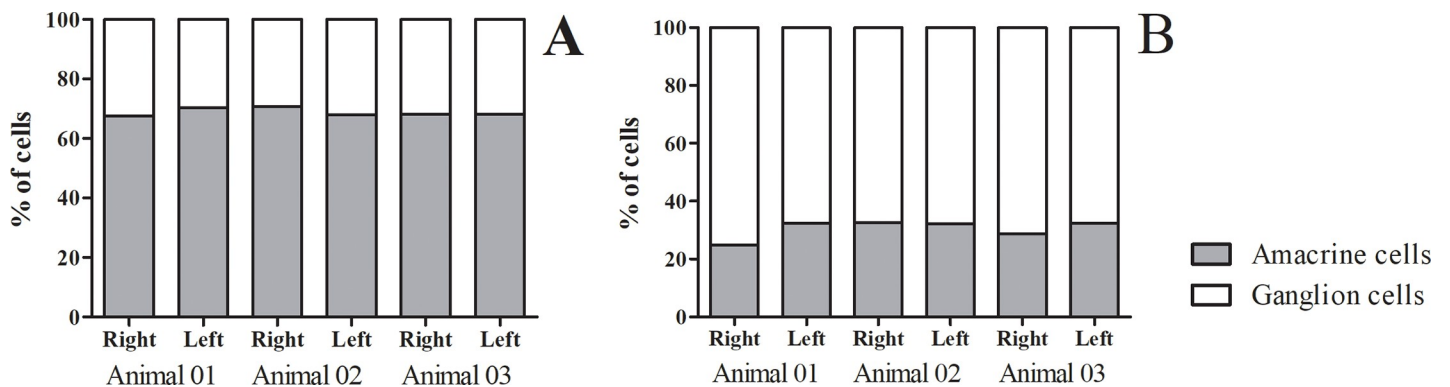 A
% of cells
100
80
60
40
20
0
Right Left Right Left Right Left
Animal 01 Animal 02 Animal 03
B
% of cells
100
80
60
40
20
0
Right Left Right Left Right Left
Animal 01 Animal 02 Animal 03
Amacrine cells
Ganglion cells